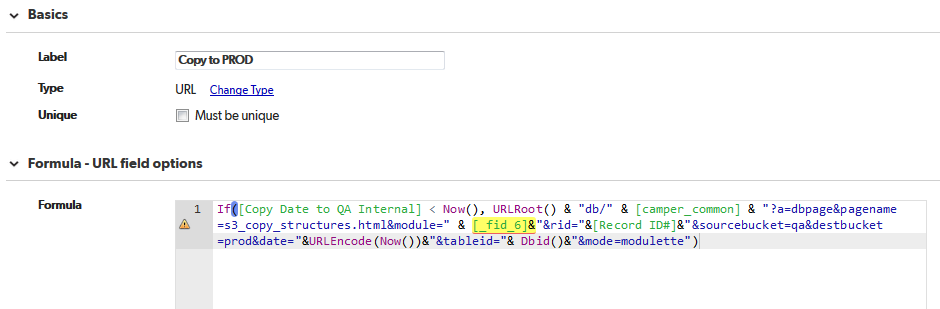 Basics
Label Copy to PROD
Type URL Change Type
Unique Must be unique
Formula - URL field options
Formula 1 If([Copy Date to QA Internal] < Now(), URLRoot() & "db/" & [camper_common] & "?a=dbpage&pagename
=s3_copy_structures.html&module=" & [_fid_6]&"&rid="&[Record ID#]&"&sourcebucket=qa&destbucket
=prod&date="&URLEncode(Now())&"&tableid="& Dbid()&"&mode=modulette")